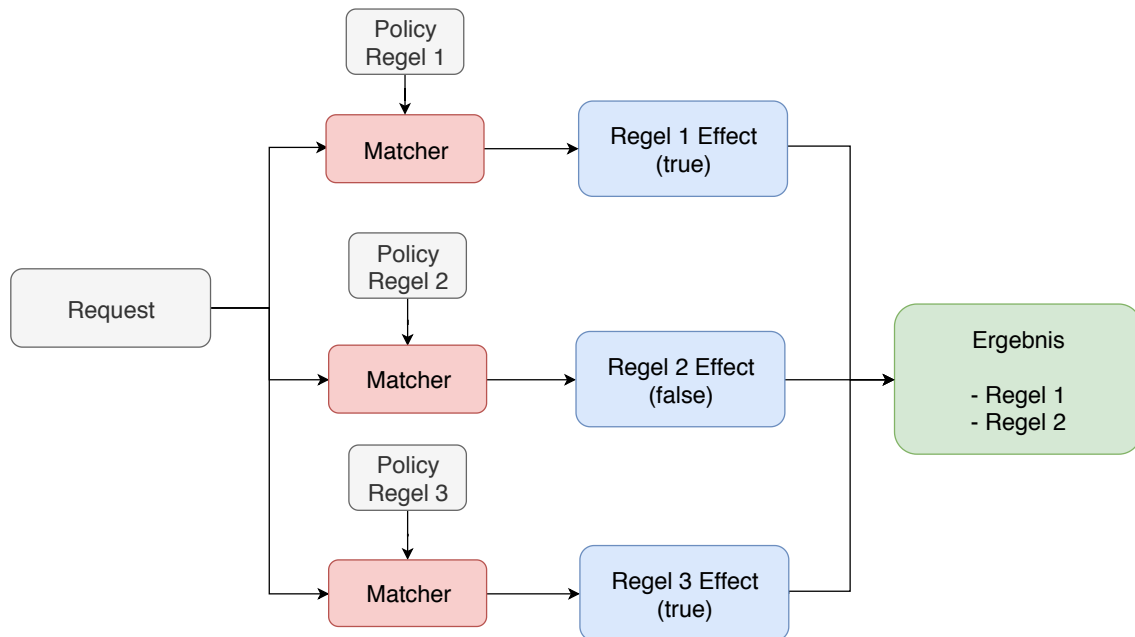 Policy
Regel 1
Matcher
Regel 1 Effect
(true)
Policy
Regel 2
Request
Matcher
Regel 2 Effect
(false)
Ergebnis
- Regel 1
- Regel 2
Policy
Regel 3
Matcher
Regel 3 Effect
(true)